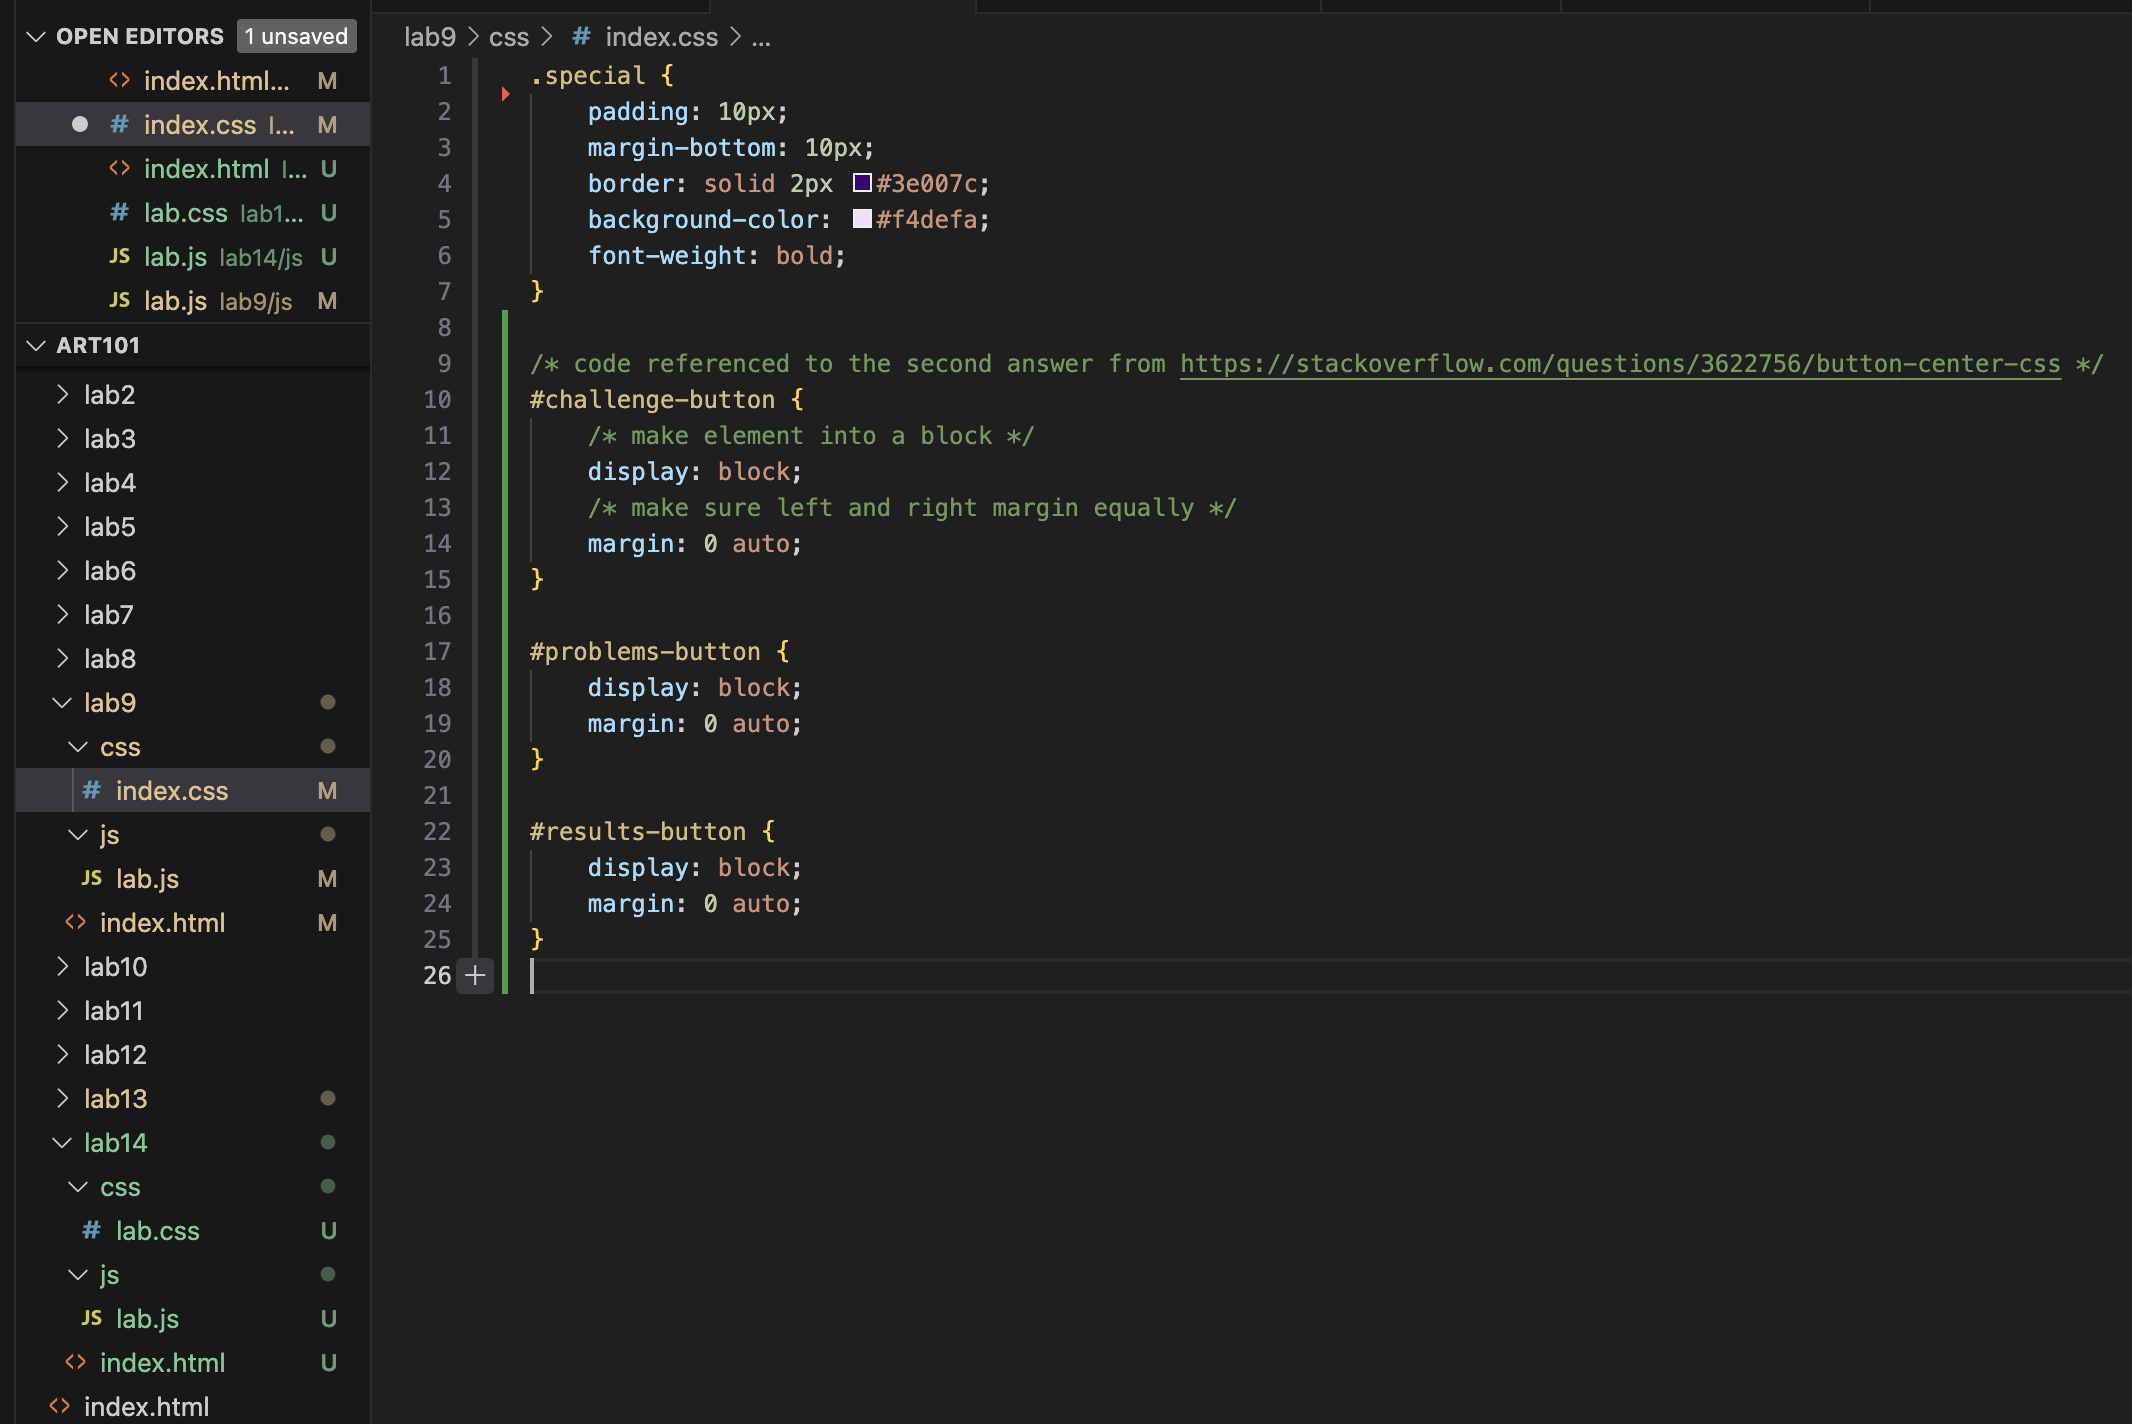 OPEN EDITORS 1 unsaved
index.html... M
# index.css l... M
index.html l... U
# lab.css lab1... U
JS lab.js lab14/js U
JS lab.js lab9/js M
ART101
lab2
lab3
lab4
lab5
lab6
lab7
lab8
lab9
css
# index.css M
js
JS lab.js M
index.html M
lab10
lab11
lab12
lab13
lab14
css
# lab.css U
js
JS lab.js U
index.html U
index.html
lab9 > css > # index.css > ...
1 .special {
2 padding: 10px;
3 margin-bottom: 10px;
4 border: solid 2px #3e007c;
5 background-color: #f4defa;
6 font-weight: bold;
7 }
8
9 /* code referenced to the second answer from https://stackoverflow.com/questions/3622756/button-center-css */
10 #challenge-button {
11 /* make element into a block */
12 display: block;
13 /* make sure left and right margin equally */
14 margin: 0 auto;
15 }
16
17 #problems-button {
18 display: block;
19 margin: 0 auto;
20 }
21
22 #results-button {
23 display: block;
24 margin: 0 auto;
25 }
26 +